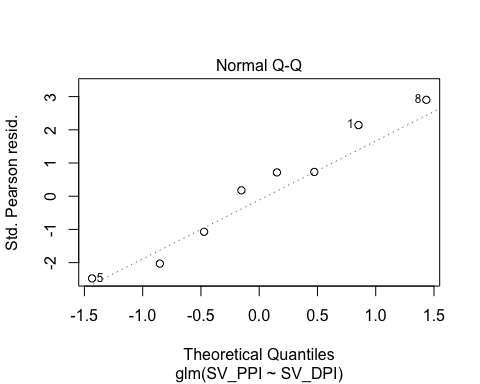 Normal Q-Q
Std. Pearson resid.
3
2
1
0
-1
-2
8
1
5
-1.5 -1.0 -0.5 0.0 0.5 1.0 1.5
Theoretical Quantiles
glm(SV_PPI ~ SV_DPI)